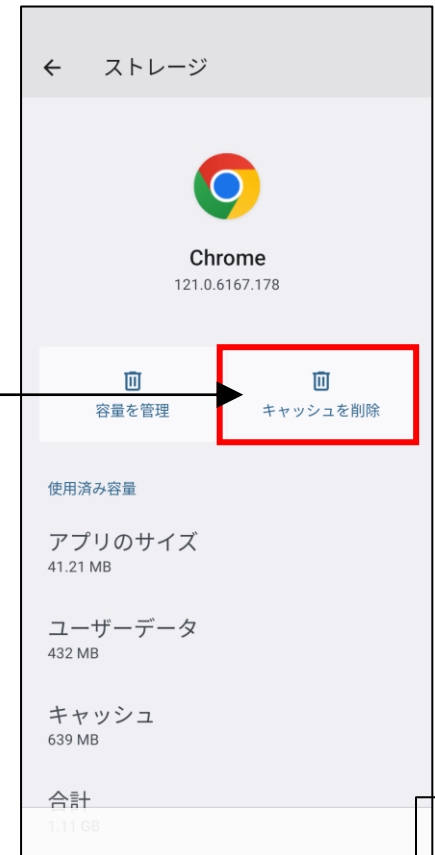 ストレージ
Chrome
121.0.6167.178
容量を管理
キャッシュを削除
使用済み容量
アプリのサイズ
41.21 MB
ユーザーデータ
432 MB
キャッシュ
639 MB
合計
1.11 GB